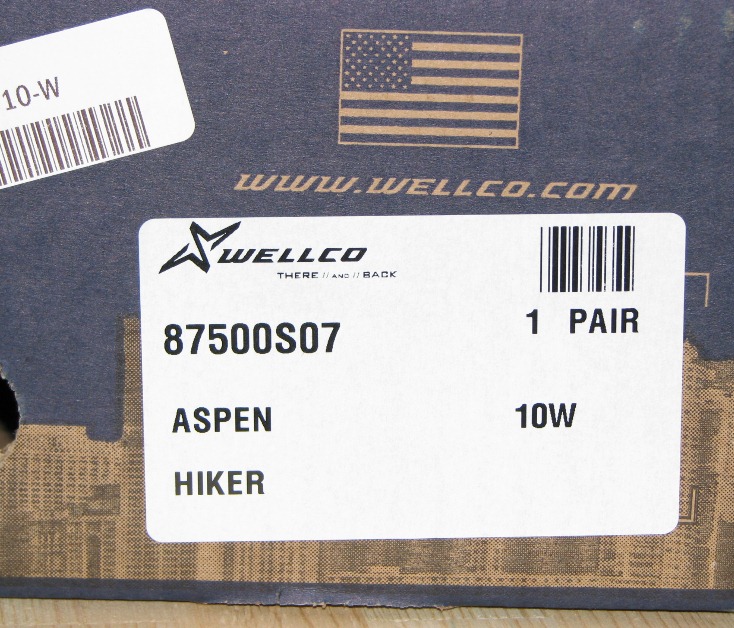 10-W
www.wellco.com
WELLCO
THERE // AND // BACK
1 PAIR
87500S07
ASPEN 10W
HIKER